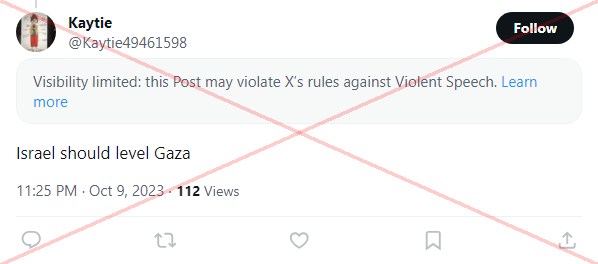 Kaytie
@Kaytie49461598
Follow
Visibility limited: this Post may violate X's rules against Violent Speech. Learn
more
Israel should level Gaza
11:25 PM · Oct 9, 2023 · 112 Views